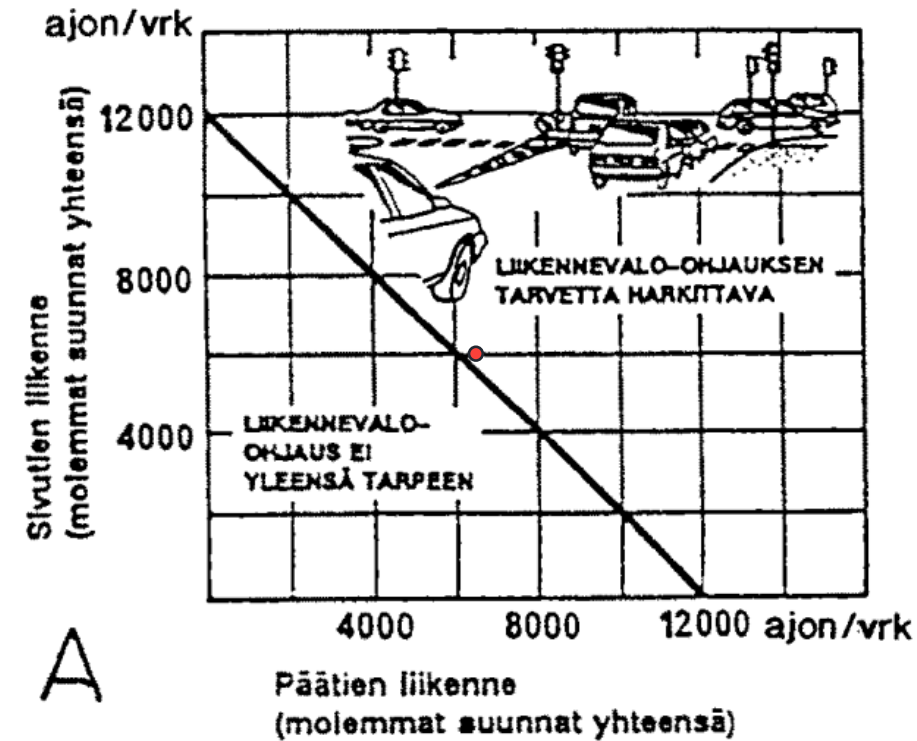 ajon/vrk
12000
8000
4000
Sivutien liikenne
(molemmat suunnat yhteensä)
LIIKENNEVALO-OHJAUKSEN
TARVETTA HARKITTAVA
LIIKENNEVALO-
OHJAUS EI
YLEENSÄ TARPEEN
4000 8000 12000 ajon/vrk
A
Päätien liikenne
(molemmat suunnat yhteensä)